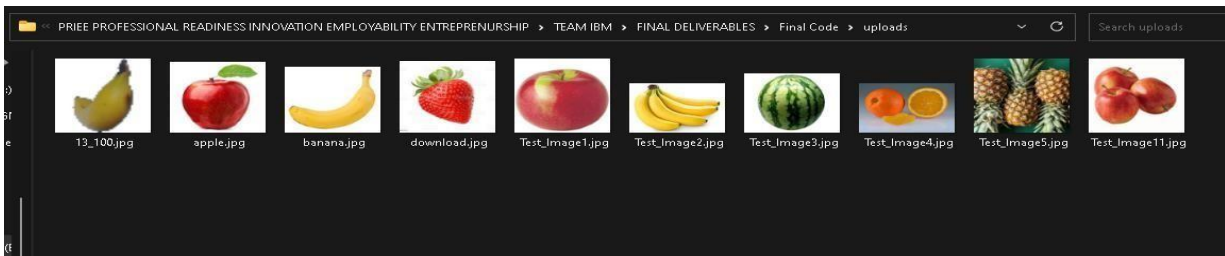 « PRIEE PROFESSIONAL READINESS INNOVATION EMPLOYABILITY ENTREPRENURSHIP > TEAM IBM > FINAL DELIVERABLES > Final Code > uploads
Search uploads
13_100.jpg apple.jpg banana.jpg download.jpg Test_Image1.jpg Test_Image2.jpg Test_Image3.jpg Test_Image4.jpg Test_Image5.jpg Test_Image11.jpg